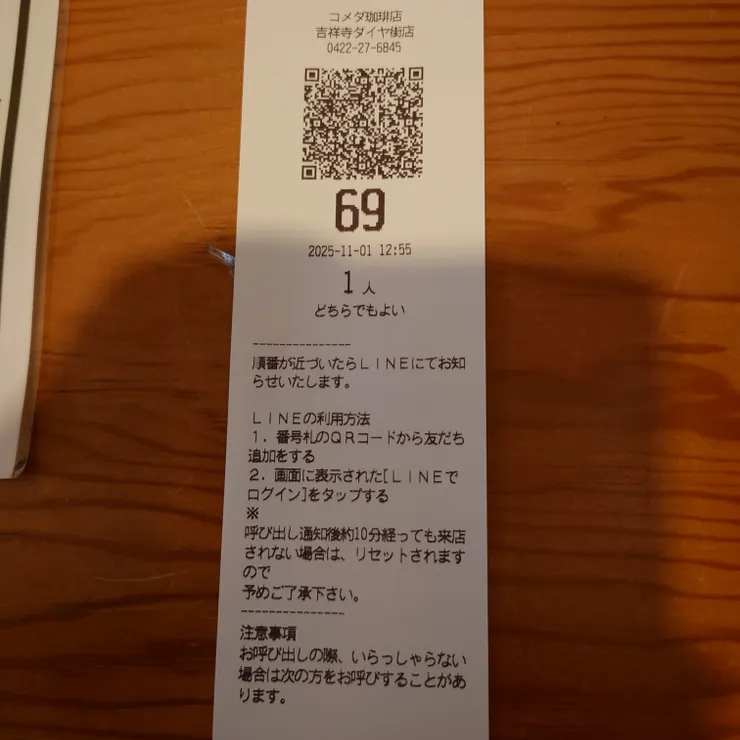 コメダ珈琲店
吉祥寺ダイヤ街店
0422-27-6845
69
2025-11-01 12:55
1 人
どちらでもよい
---------------
順番が近づいたらＬＩＮＥにてお知
らせいたします。
ＬＩＮＥの利用方法
１．番号札のＱＲコードから友だち
追加をする
２．画面に表示された[ＬＩＮＥで
ログイン]をタップする
※
呼び出し通知後約10分経っても来店
されない場合は、リセットされます
ので
予めご了承下さい。
---------------
注意事項
お呼び出しの際、いらっしゃらない
場合は次の方をお呼びすることがあ
ります。